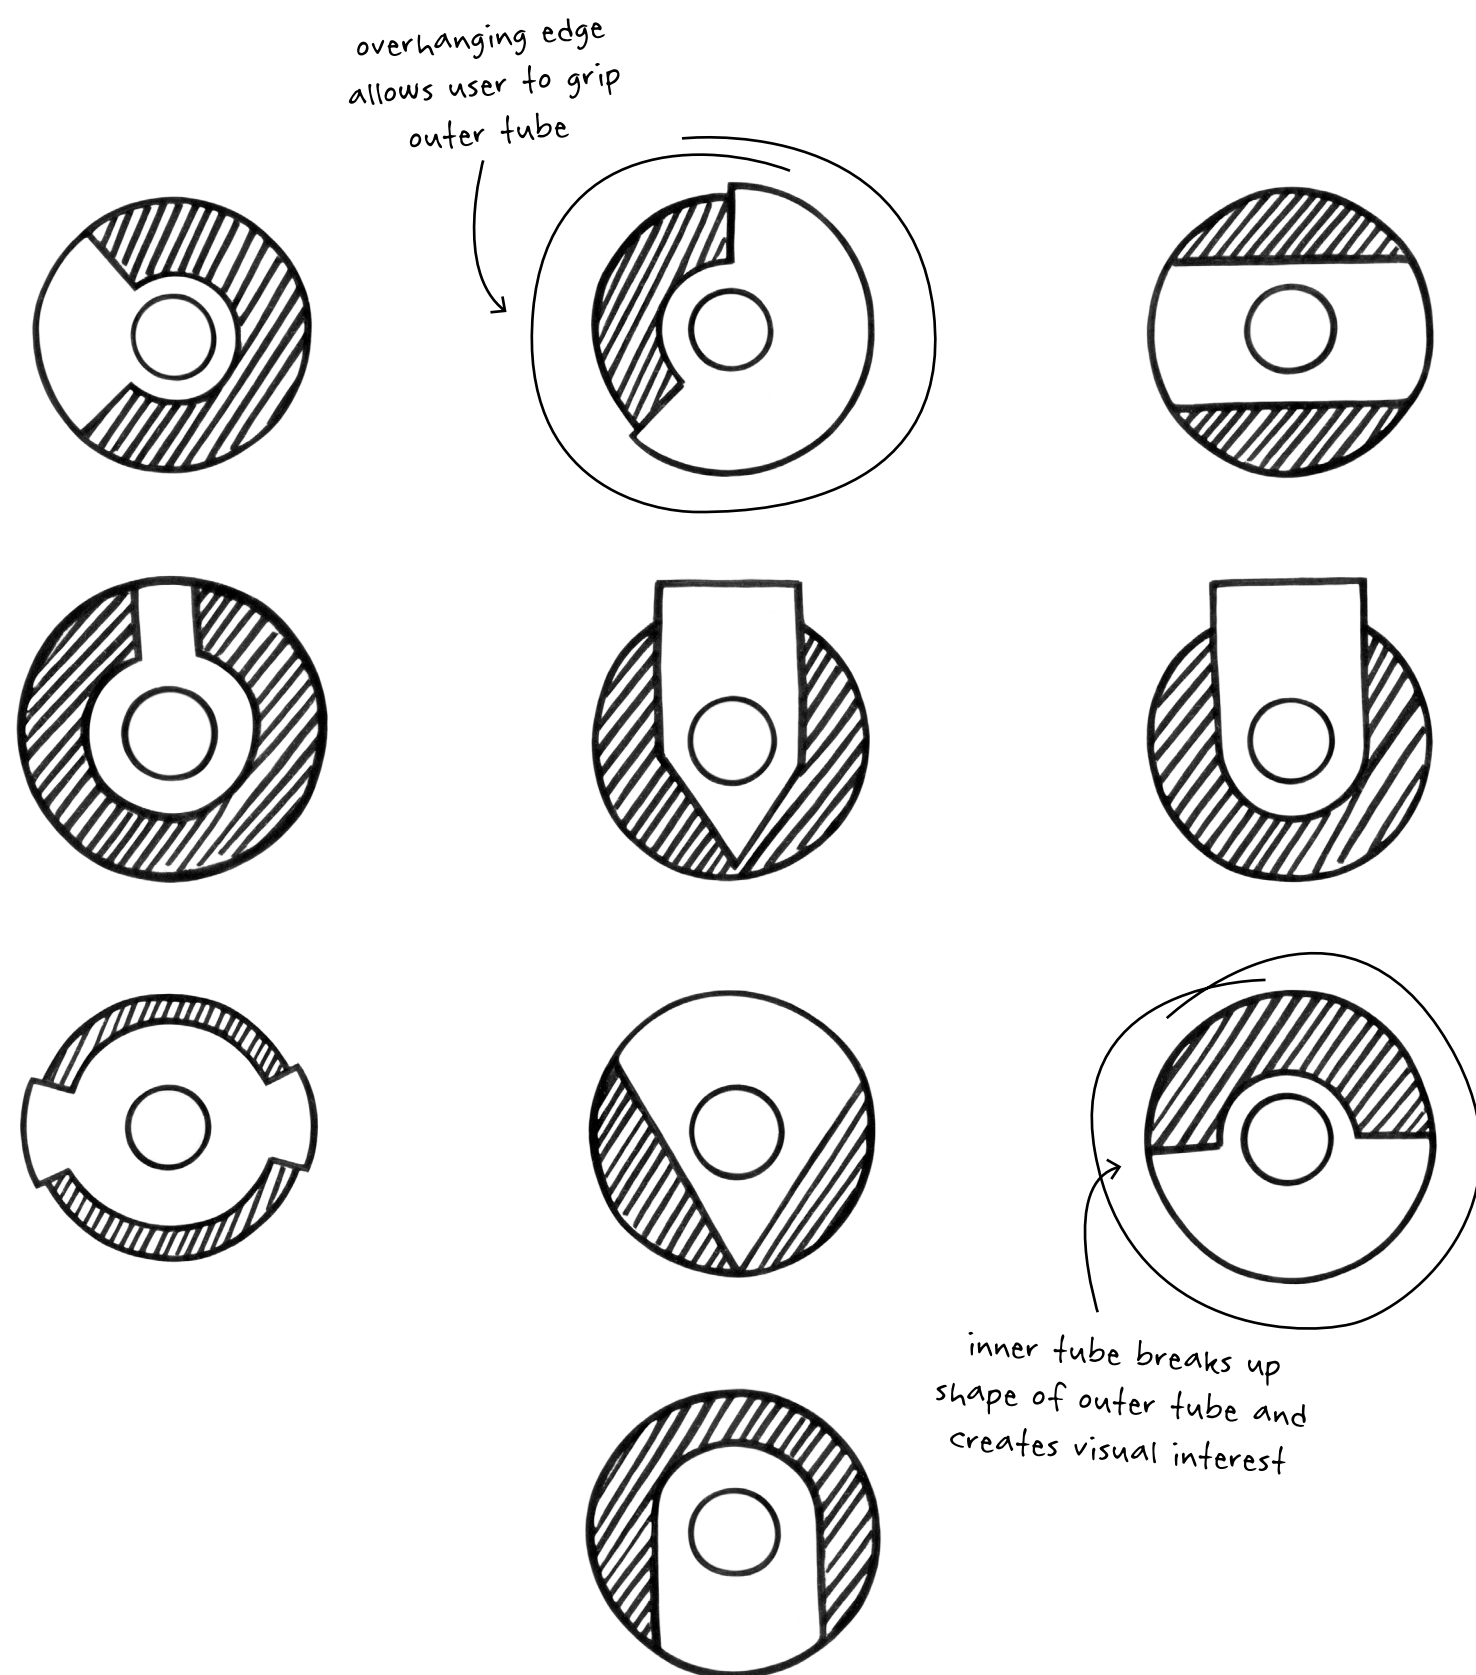 overhanging edge
allows user to grip
outer tube
inner tube breaks up
shape of outer tube and
creates visual interest